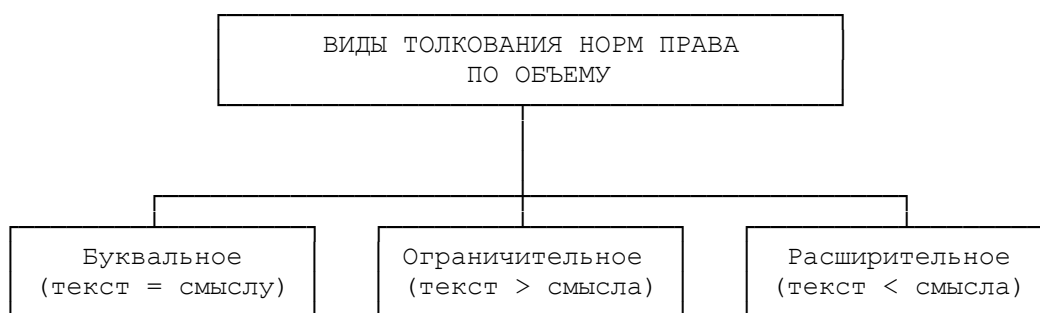 ВИДЫ ТОЛКОВАНИЯ НОРМ ПРАВА
ПО ОБЪЕМУ
Буквальное
(текст = смыслу)
Ограничительное
(текст > смысла)
Расширительное
(текст < смысла)